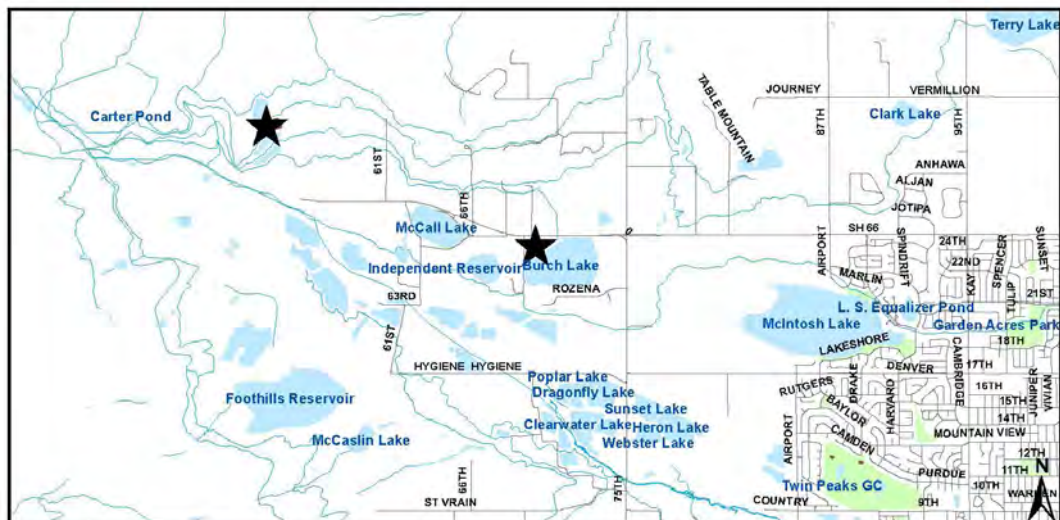 Terry Lake
JOURNEY
VERMILLION
TABLE MOUNTAIN
87TH
95TH
Carter Pond
Clark Lake
61ST
66TH
ANHAWA
ALJAN
JOTIPA
McCall Lake
SH 66
AIRPORT
SPINDRIFT
24TH
22ND
KAY
SPENCER
TULIP
SUNSET
21ST
Independent Reservoir
Burch Lake
MARLIN
63RD
ROZENA
L. S. Equalizer Pond
McIntosh Lake
Garden Acres Park
18TH
61ST
LAKESHORE
HYGIENE HYGIENE
DENVER
CAMBRIDGE
17TH
Poplar Lake
RUTGERS
DRAKE
HARVARD
16TH
JUNIPER
VIVIAN
Dragonfly Lake
15TH
Foothills Reservoir
Sunset Lake
BAYLOR
14TH
Clearwater Lake
Heron Lake
CAMDEN
MOUNTAIN VIEW
McCaslin Lake
Webster Lake
AIRPORT
12TH
N
66TH
75TH
PURDUE
11TH
Twin Peaks GC
10TH
ST VRAIN
COUNTRY
9TH
WARREN